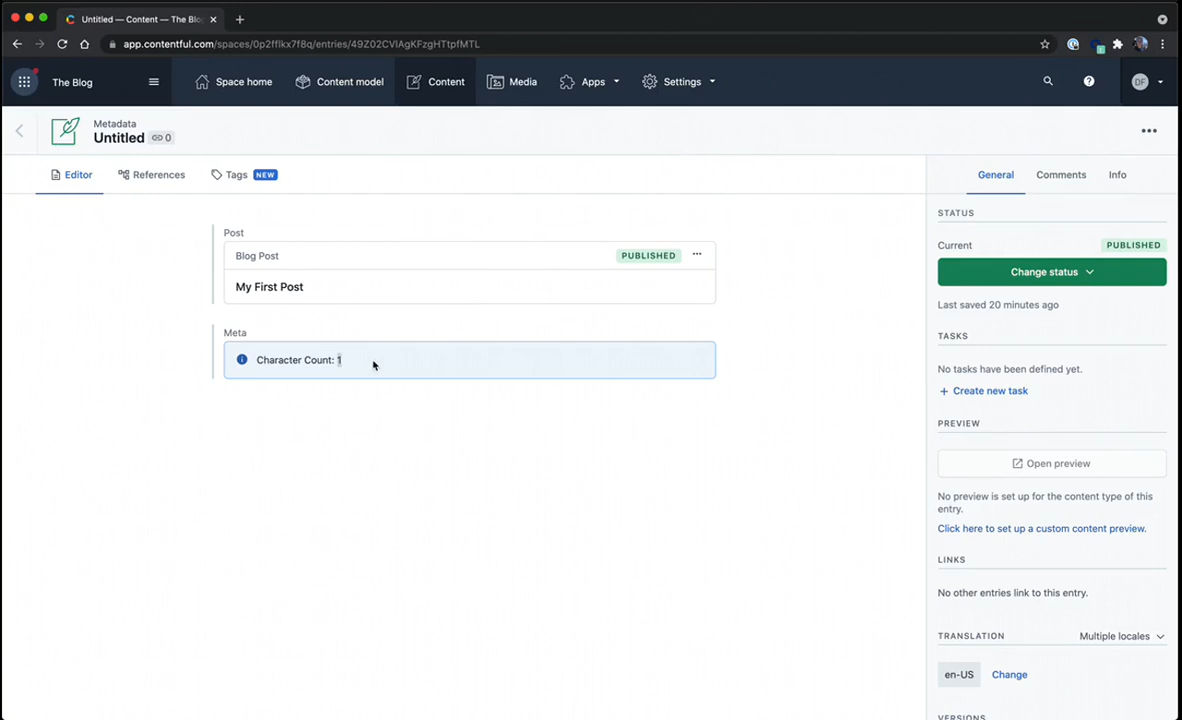 Untitled — Content — The Blo
app.contentful.com/spaces/0p2fflkx7f8q/entries/49Z02CVlAgKFzgHTtpfMTL
The Blog
Space home
Content model
Content
Media
Apps
Settings
DF
Metadata
Untitled 0
Editor
References
Tags NEW
General
Comments
Info
Post
Blog Post PUBLISHED
My First Post
Meta
Character Count: 1
STATUS
Current PUBLISHED
Change status
Last saved 20 minutes ago
TASKS
No tasks have been defined yet.
+ Create new task
PREVIEW
Open preview
No preview is set up for the content type of this
entry.
Click here to set up a custom content preview.
LINKS
No other entries link to this entry.
TRANSLATION Multiple locales
en-US Change
VERSIONS